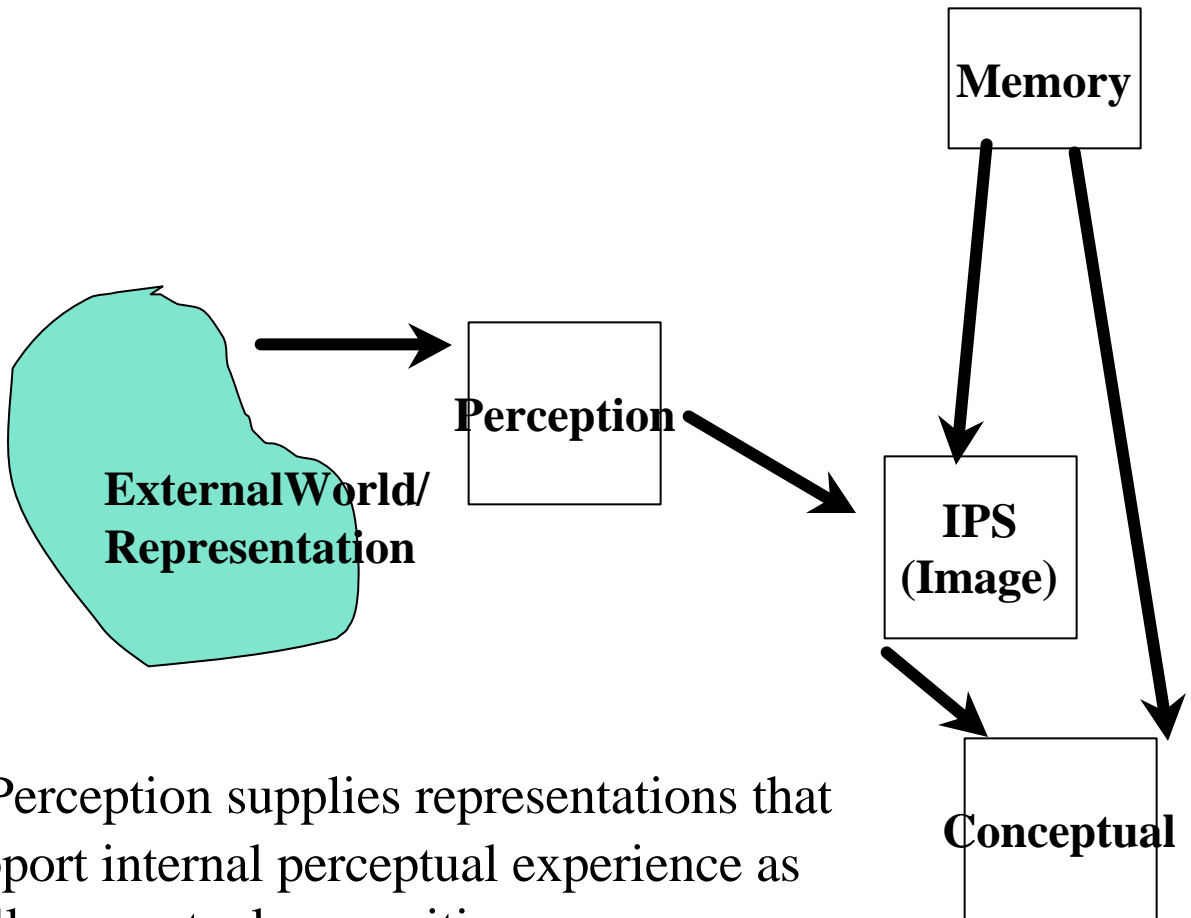 Memory
Perception
ExternalWorld/
Representation
IPS
(Image)
Conceptual
Perception supplies representations that
port internal perceptual experience as